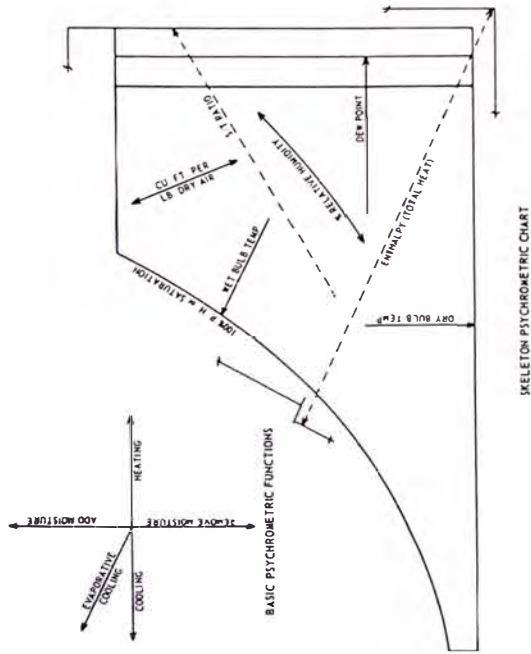 ADD MOISTURE
REMOVE MOISTURE
EVAPORATIVE
COOLING
COOLING
HEATING
BASIC PSYCHROMETRIC FUNCTIONS
100% R H = SATURATION
WET BULB TEMP
CU FT PER
LB DRY AIR
S/T RATIO
% RELATIVE HUMIDITY
DEW POINT
ENTHALPY (TOTAL HEAT)
DRY BULB TEMP
SKELETON PSYCHROMETRIC CHART